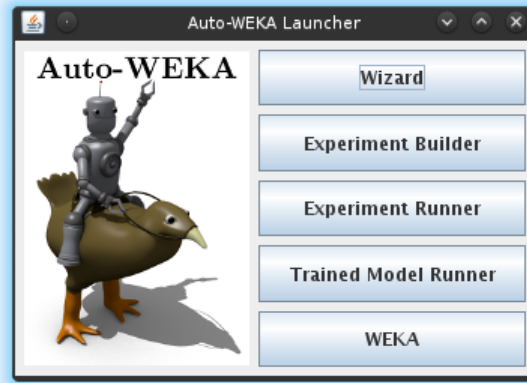 Auto-WEKA Launcher
Auto-WEKA
Wizard
Experiment Builder
Experiment Runner
Trained Model Runner
WEKA